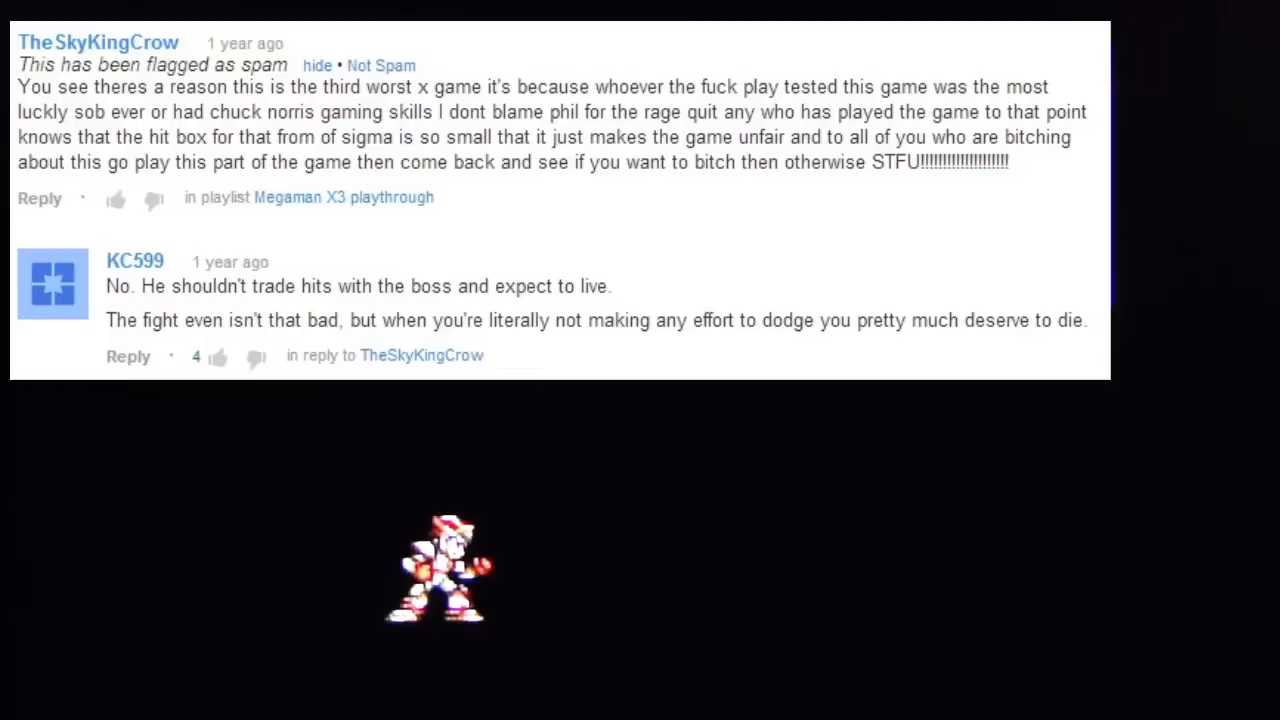 TheSkyKingCrow 1 year ago
This has been flagged as spam hide • Not Spam
You see theres a reason this is the third worst x game it's because whoever the fuck play tested this game was the most
luckly sob ever or had chuck norris gaming skills I dont blame phil for the rage quit any who has played the game to that point
knows that the hit box for that from of sigma is so small that it just makes the game unfair and to all of you who are bitching
about this go play this part of the game then come back and see if you want to bitch then otherwise STFU!!!!!!!!!!!!!!!!!!!!
Reply · in playlist Megaman X3 playthrough
KC599 1 year ago
No. He shouldn't trade hits with the boss and expect to live.
The fight even isn't that bad, but when you're literally not making any effort to dodge you pretty much deserve to die.
Reply · 4 in reply to TheSkyKingCrow